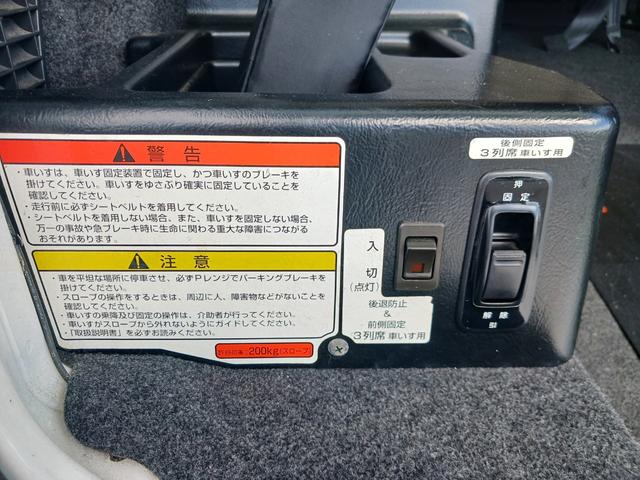 警告
・車いすは、車いす固定装置で固定し、かつ車いすのブレーキを
掛けてください。車いすをゆさぶり確実に固定していることを
確認してください。
・走行前に必ずシートベルトを着用してください。
・シートベルトを着用しない場合、また、車いすを固定しない場合、
万一の事故や急ブレーキ時に生命に関わる重大な障害につながる
おそれがあります。
注意
・車を平坦な場所に停車させ、必ずPレンジでパーキングブレーキを
掛けてください。
・スロープの操作をするときは、周辺に人、障害物などがないことを
確認してください。
・車いすの乗降及び固定の操作は、介助者が行ってください。
・車いすがスロープから外れないようにガイドしてください。
・「取扱説明書」を必ずお読みください。
許容荷重：200kg(スロープ)
入
切
(点灯)
後退防止
&
前側固定
3列席 車いす用
後側固定
3列席 車いす用
押
固定
解除
引